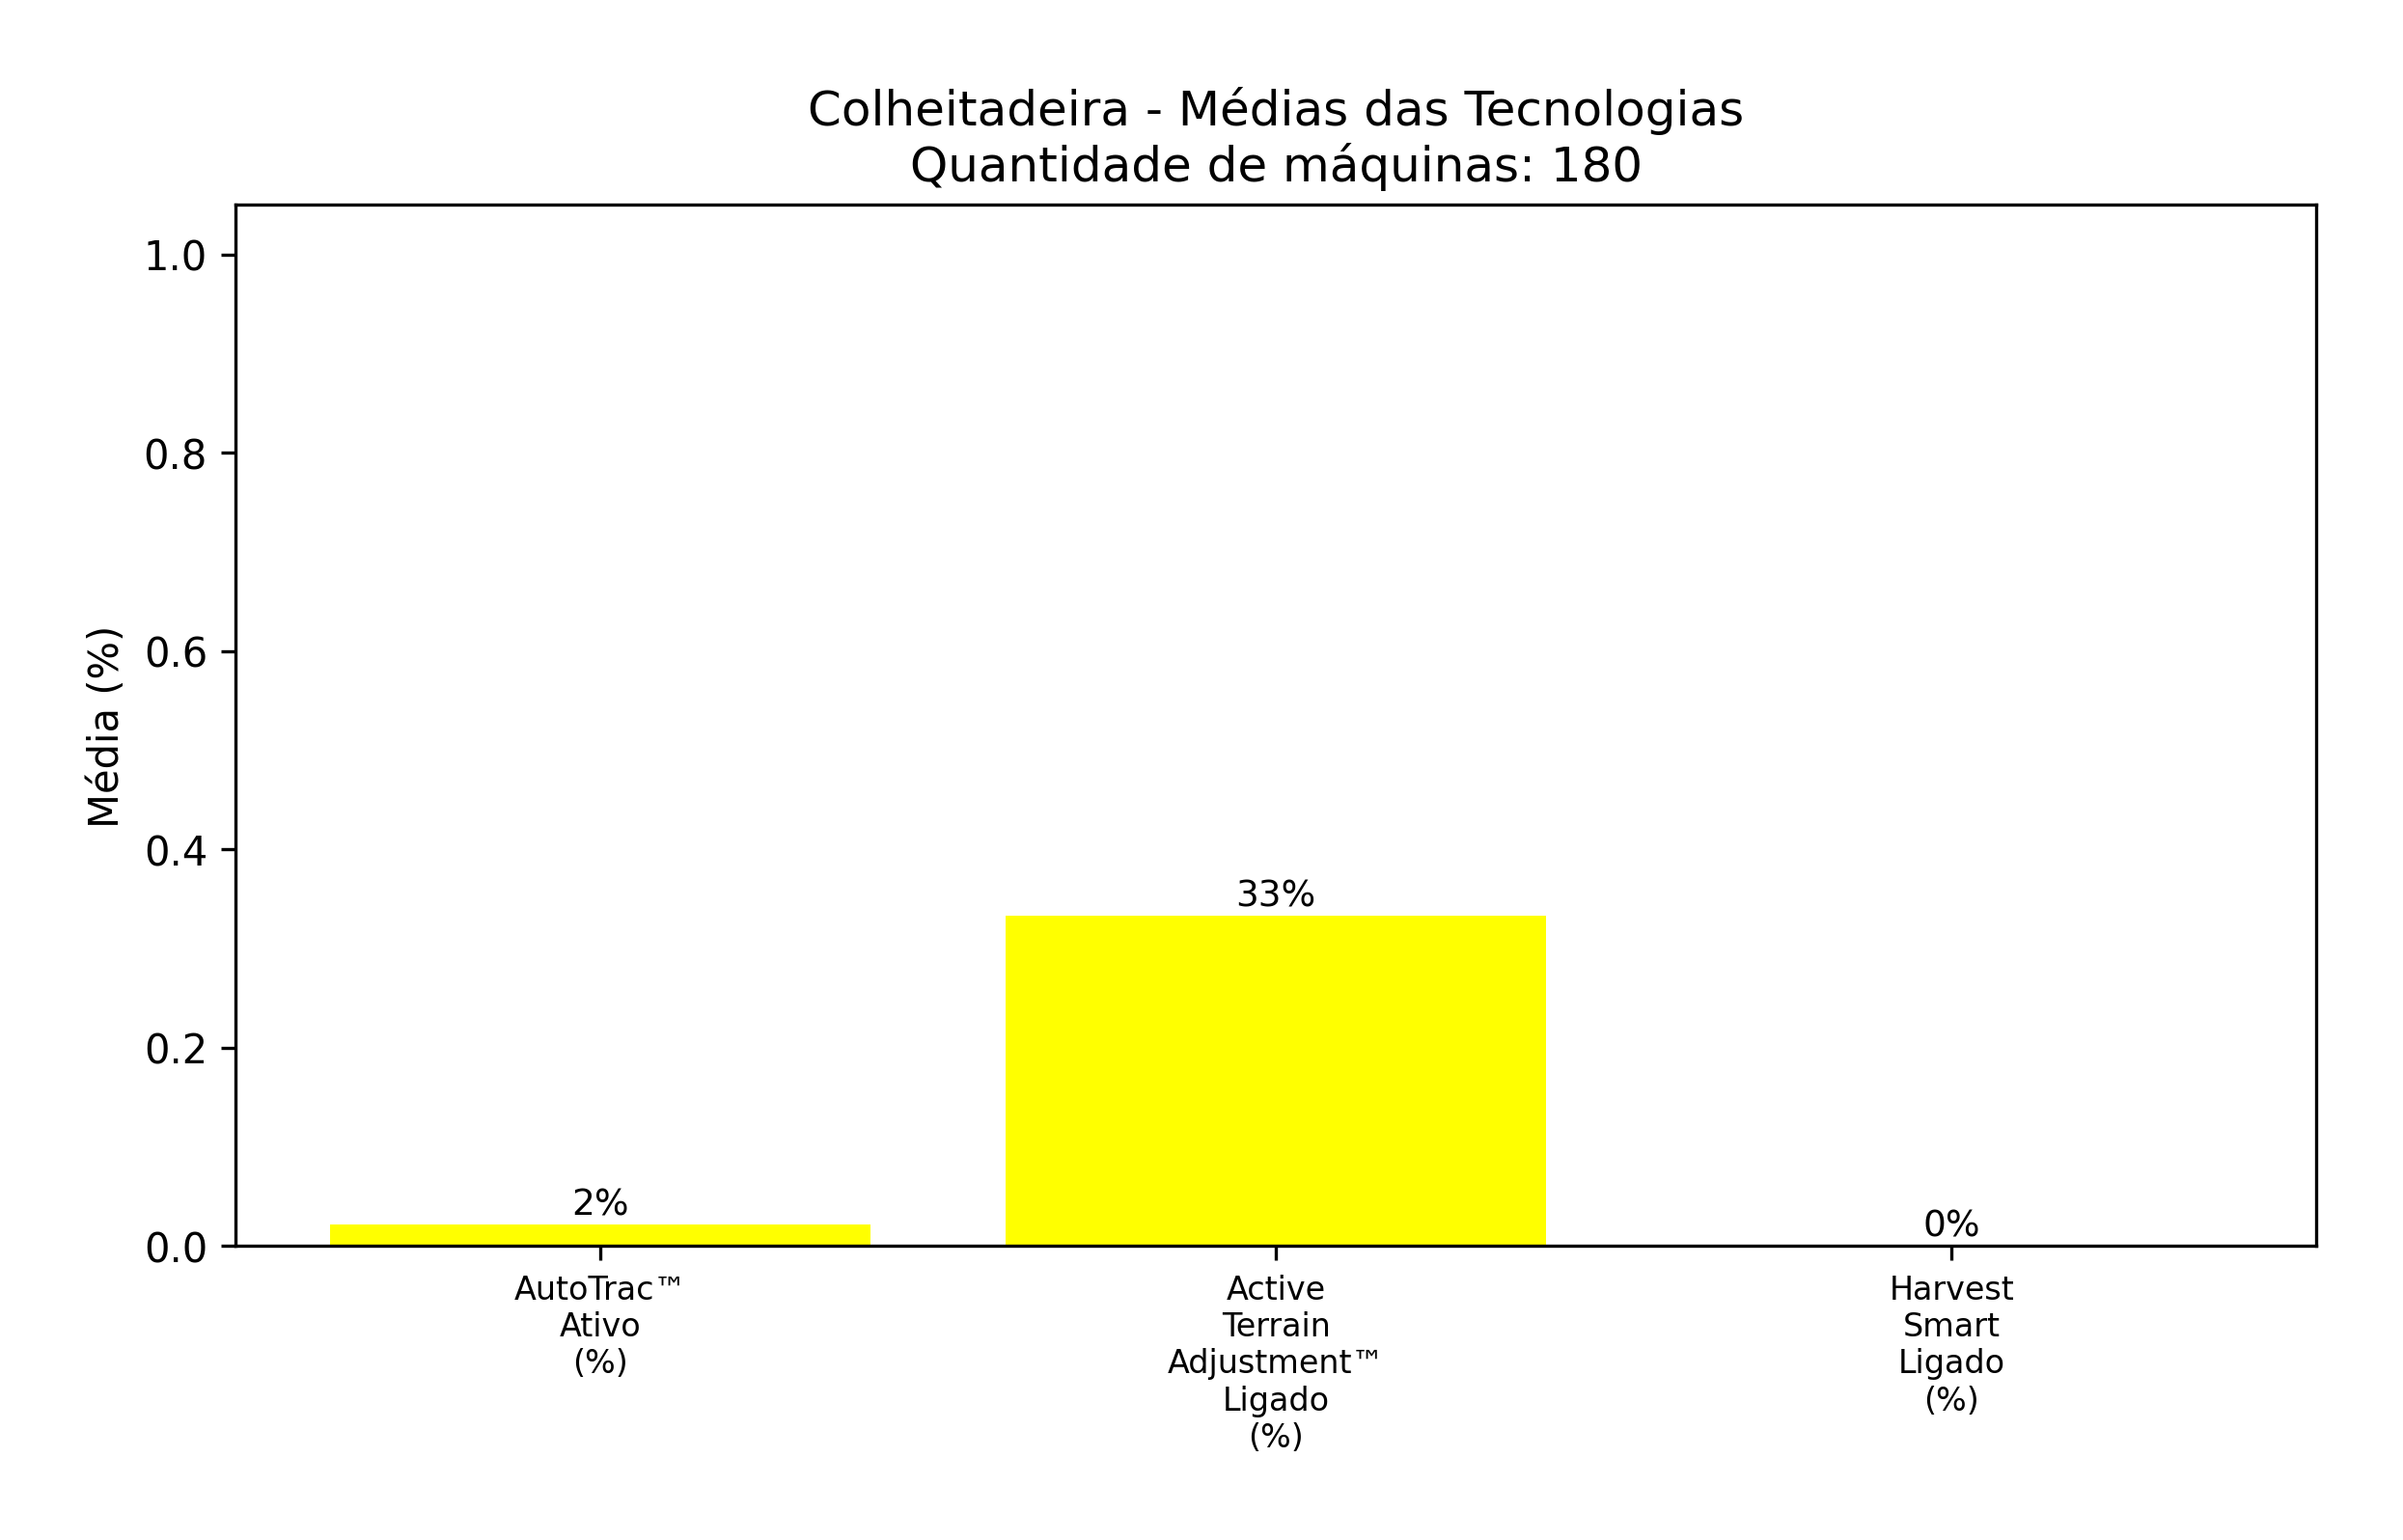 Colheitadeira - Médias das Tecnologias
Quantidade de máquinas: 180
Média (%)
1.0
0.8
0.6
0.4
0.2
0.0
2%
33%
0%
AutoTrac™
Ativo
(%)
Active
Terrain
Adjustment™
Ligado
(%)
Harvest
Smart
Ligado
(%)